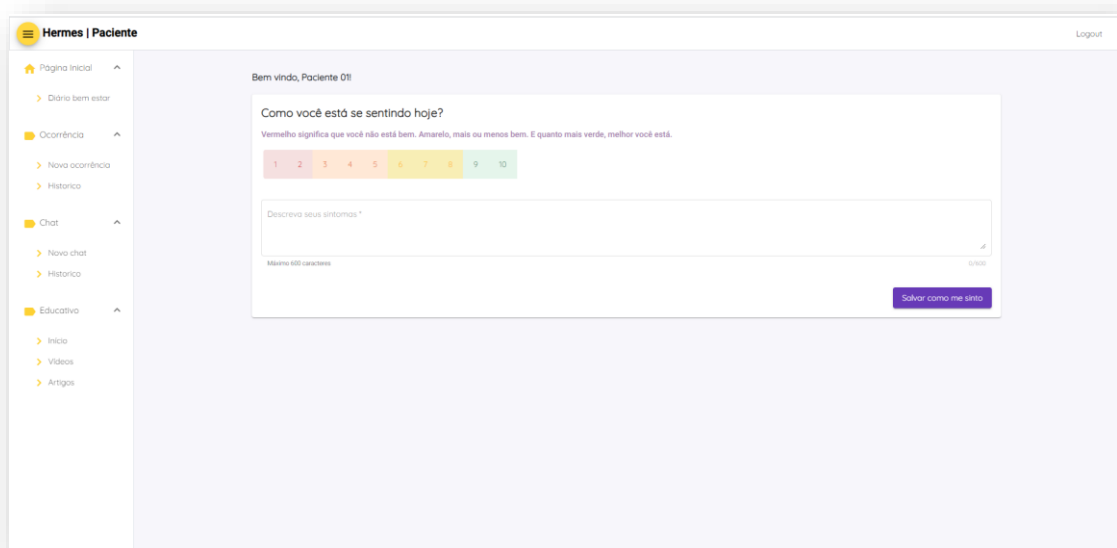 Hermes | Paciente
Logout
Página Inicial
Diário bem estar
Ocorrência
Nova ocorrência
Historico
Chat
Novo chat
Historico
Educativo
Início
Vídeos
Artigos
Bem vindo, Paciente 01!
Como você está se sentindo hoje?
Vermelho significa que você não está bem. Amarelo, mais ou menos bem. E quanto mais verde, melhor você está.
1 2 3 4 5 6 7 8 9 10
Descreva seus sintomas *
Máximo 600 caracteres
0/600
Salvar como me sinto